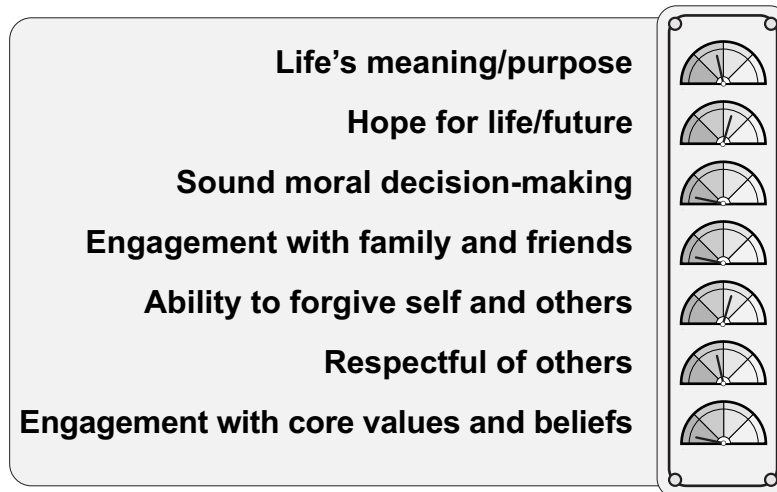 Life’s meaning/purpose
Hope for life/future
Sound moral decision-making
Engagement with family and friends
Ability to forgive self and others
Respectful of others
Engagement with core values and beliefs